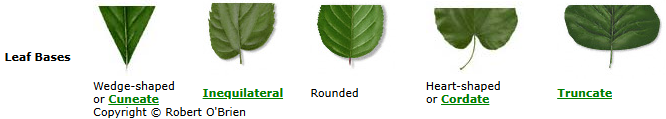 Leaf Bases
Wedge-shaped
or Cuneate
Inequilateral
Rounded
Heart-shaped
or Cordate
Truncate
Copyright © Robert O'Brien